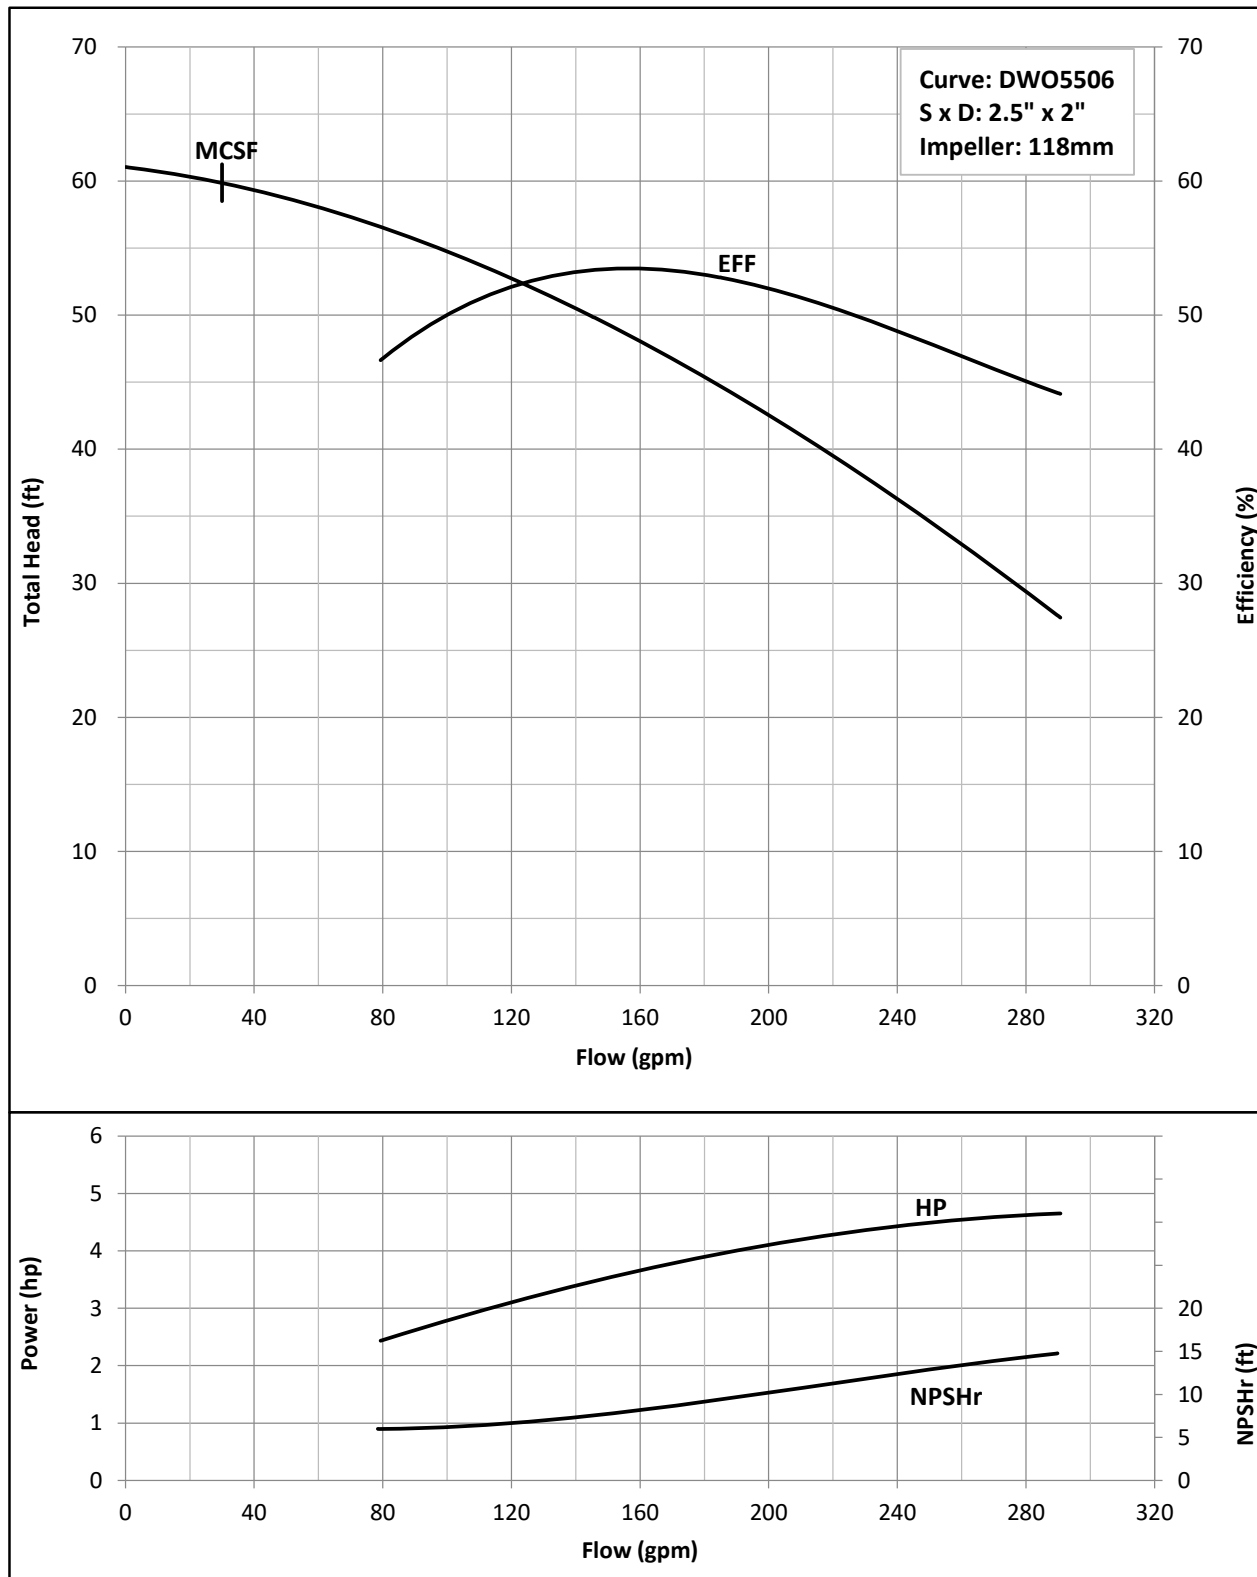 70
60
50
40
30
20
10
0
Total Head (ft)
MCSF
EFF
Curve: DWO5506
S x D: 2.5" x 2"
Impeller: 118mm
70
60
50
40
30
20
10
0
Efficiency (%)
0 40 80 120 160 200 240 280 320
Flow (gpm)
6
5
4
3
2
1
0
Power (hp)
HP
NPSHr
20
15
10
5
0
NPSHr (ft)
0 40 80 120 160 200 240 280 320
Flow (gpm)